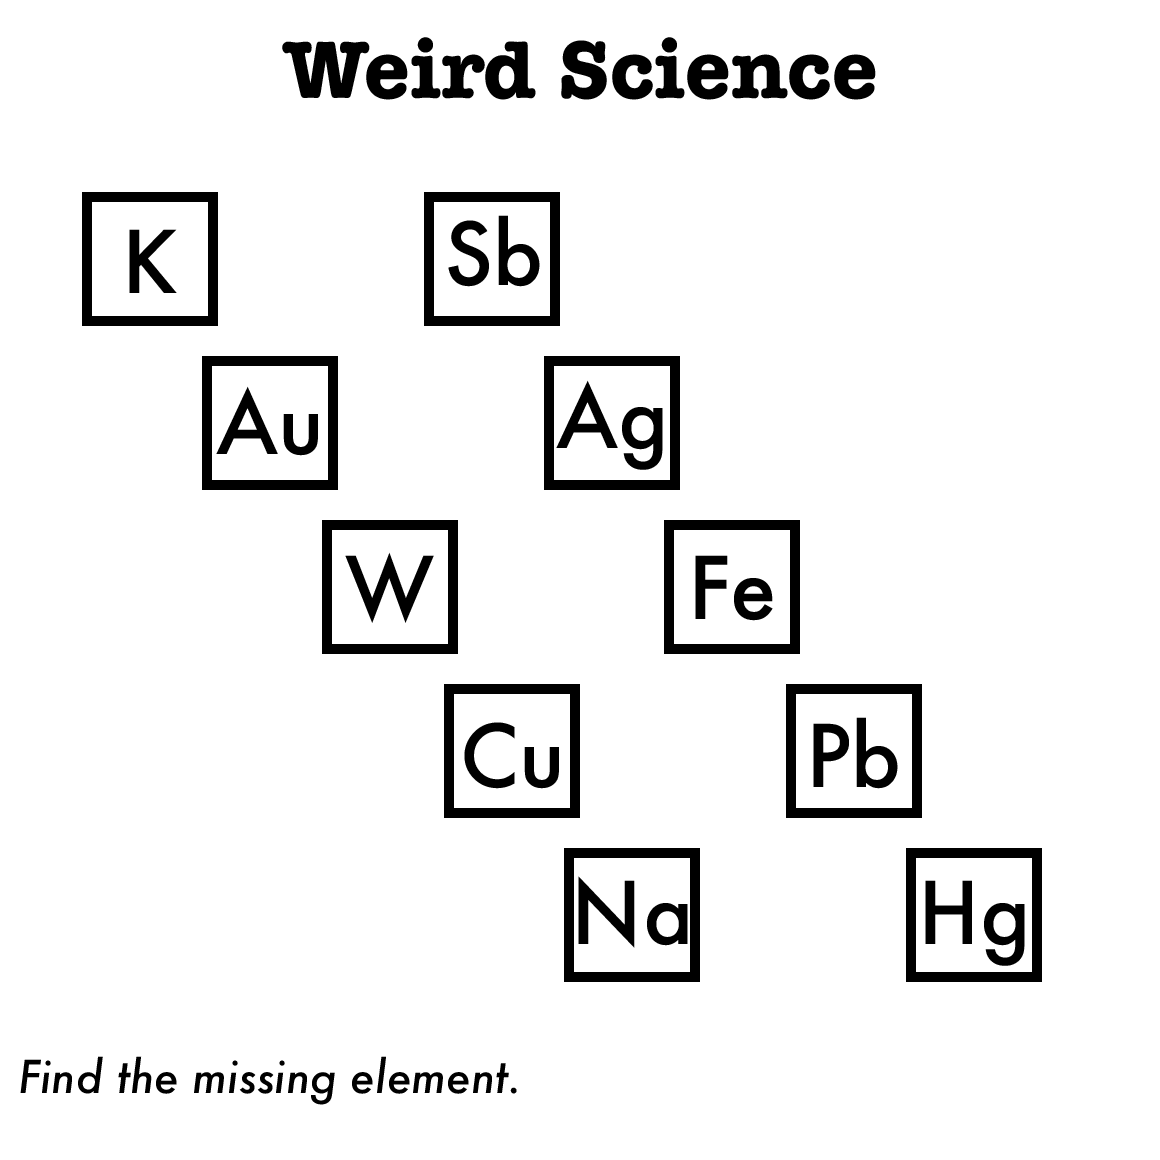 Weird Science
K Sb
Au Ag
W Fe
Cu Pb
Na Hg
Find the missing element.